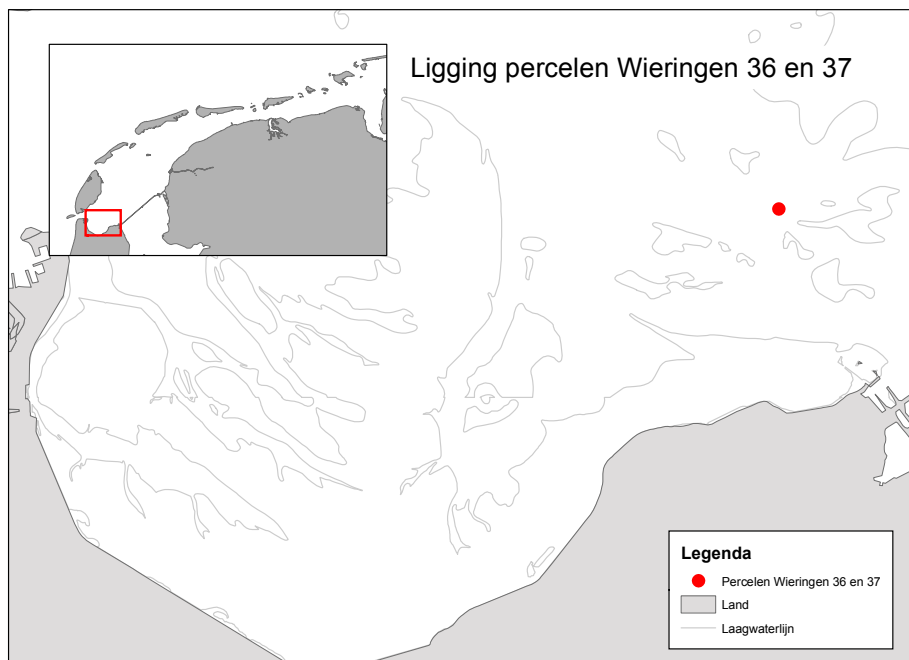 Ligging percelen Wieringen 36 en 37
Legenda
Percelen Wieringen 36 en 37
Land
Laagwaterlijn